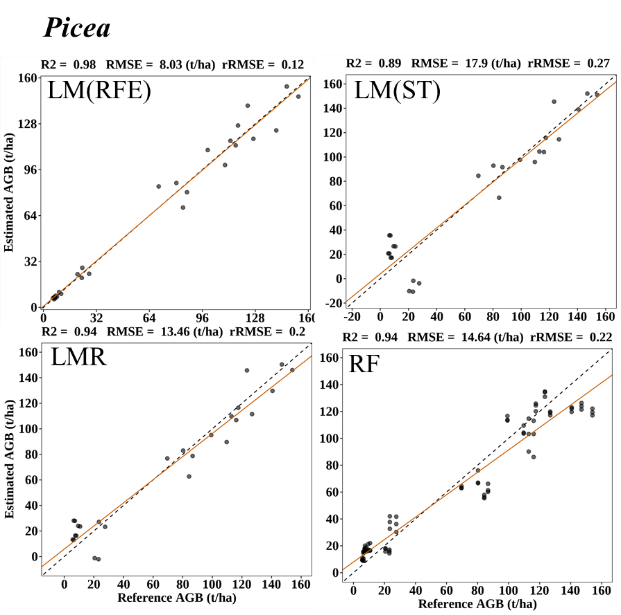 Picea
R2 = 0.98 RMSE = 8.03 (t/ha) rRMSE = 0.12
LM(RFE)
160
128
96
64
32
0
Estimated AGB (t/ha)
0 32 64 96 128 160
R2 = 0.89 RMSE = 17.9 (t/ha) rRMSE = 0.27
LM(ST)
160
140
120
100
80
60
40
20
0
-20
-20 0 20 40 60 80 100 120 140 160
R2 = 0.94 RMSE = 13.46 (t/ha) rRMSE = 0.2
LMR
160
140
120
100
80
60
40
20
0
Estimated AGB (t/ha)
0 20 40 60 80 100 120 140 160
Reference AGB (t/ha)
R2 = 0.94 RMSE = 14.64 (t/ha) rRMSE = 0.22
RF
160
140
120
100
80
60
40
20
0
0 20 40 60 80 100 120 140 160
Reference AGB (t/ha)